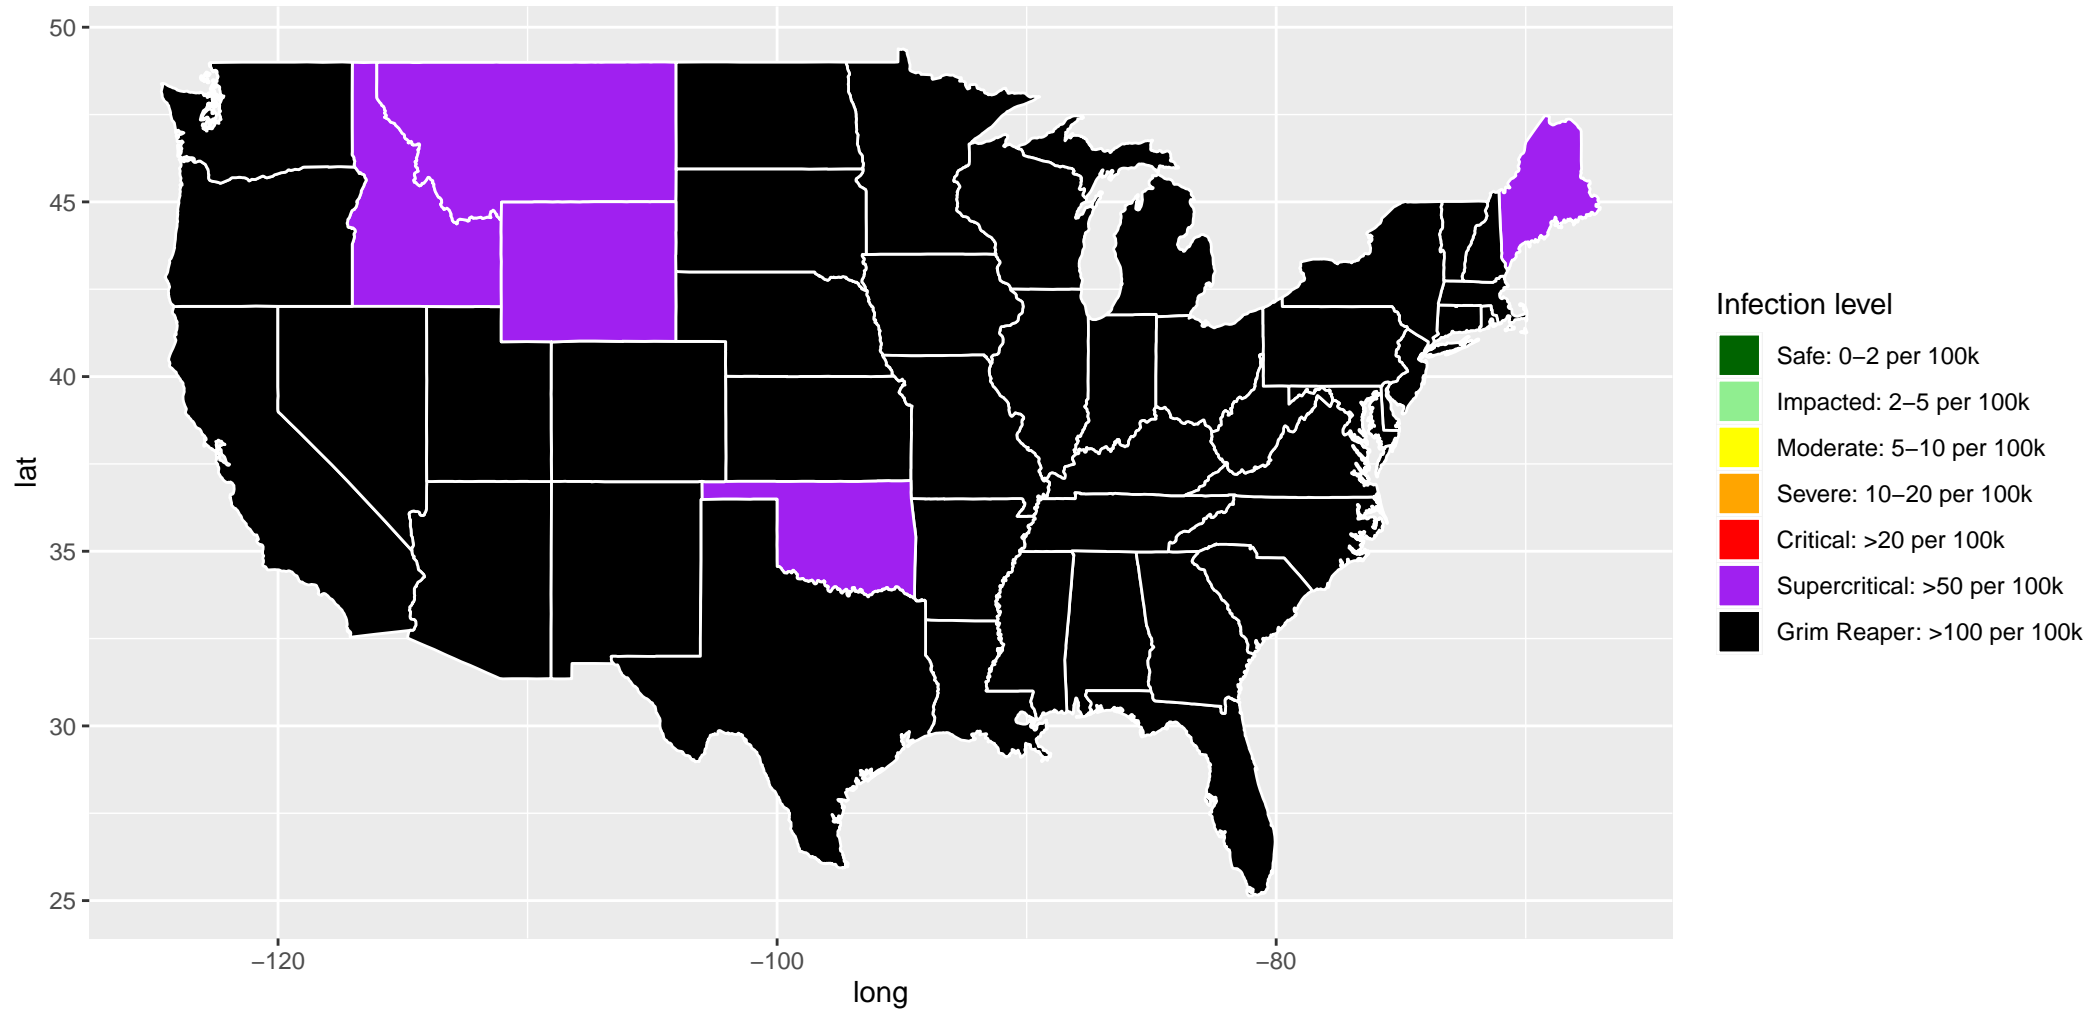 50
45
40
35
30
25
lat
−120
−100
−80
long
Infection level
Safe: 0−2 per 100k
Impacted: 2−5 per 100k
Moderate: 5−10 per 100k
Severe: 10−20 per 100k
Critical: >20 per 100k
Supercritical: >50 per 100k
Grim Reaper: >100 per 100k